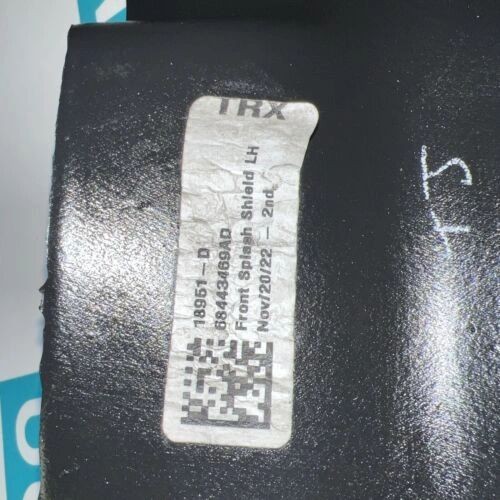 TRX
18951-D
68443469AD
Front Splash Shield LH
Nov/20/22 - 2nd